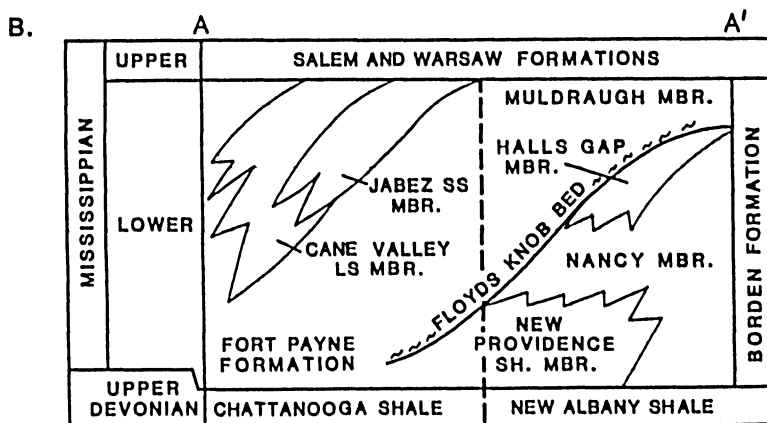 B.
A
A'
UPPER
SALEM AND WARSAW FORMATIONS
MISSISSIPPIAN
LOWER
MULDRAUGH MBR.
HALLS GAP
MBR.
JABEZ SS
MBR.
CANE VALLEY
LS MBR.
FLOYDS KNOB BED
NANCY MBR.
BORDEN FORMATION
FORT PAYNE
FORMATION
NEW
PROVIDENCE
SH. MBR.
UPPER
DEVONIAN
CHATTANOOGA SHALE
NEW ALBANY SHALE